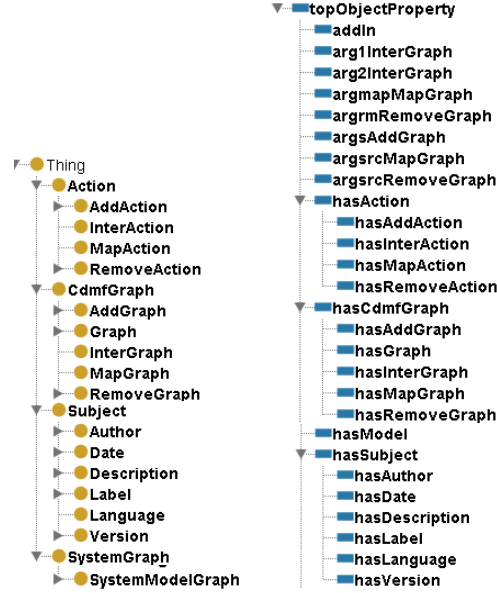 Thing
Action
AddAction
InterAction
MapAction
RemoveAction
CdmfGraph
AddGraph
Graph
InterGraph
MapGraph
RemoveGraph
Subject
Author
Date
Description
Label
Language
Version
SystemGraph
SystemModelGraph
topObjectProperty
addIn
arg1InterGraph
arg2InterGraph
argmapMapGraph
argrmRemoveGraph
argsAddGraph
argsrcMapGraph
argsrcRemoveGraph
hasAction
hasAddAction
hasInterAction
hasMapAction
hasRemoveAction
hasCdmfGraph
hasAddGraph
hasGraph
hasInterGraph
hasMapGraph
hasRemoveGraph
hasModel
hasSubject
hasAuthor
hasDate
hasDescription
hasLabel
hasLanguage
hasVersion